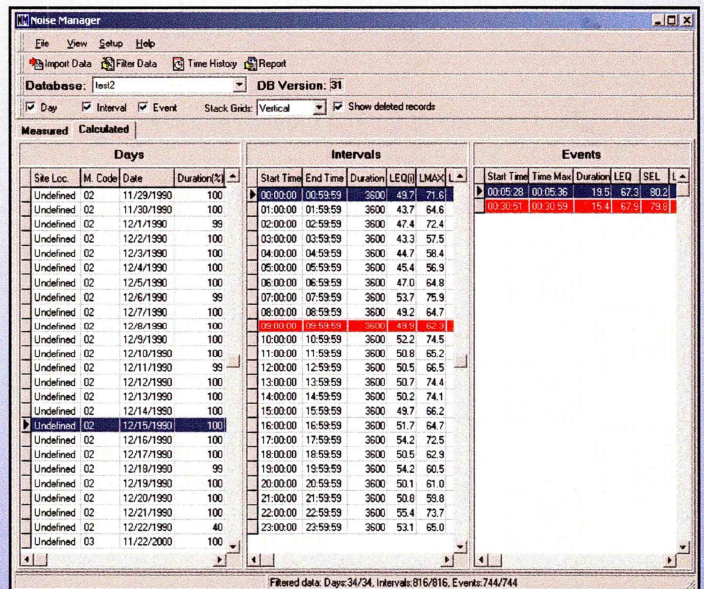 NM Noise Manager
File View Setup Help
Import Data Filter Data Time History Report
Database: test2 DB Version: 31
Day Interval Event Stack Grids: Vertical Show deleted records
Measured Calculated
Days
Site Loc. M. Code Date Duration(%)
Undefined 02 11/29/1990 100
Undefined 02 11/30/1990 100
Undefined 02 12/1/1990 99
Undefined 02 12/2/1990 100
Undefined 02 12/3/1990 100
Undefined 02 12/4/1990 100
Undefined 02 12/5/1990 100
Undefined 02 12/6/1990 99
Undefined 02 12/7/1990 100
Undefined 02 12/8/1990 100
Undefined 02 12/9/1990 100
Undefined 02 12/10/1990 100
Undefined 02 12/11/1990 99
Undefined 02 12/12/1990 100
Undefined 02 12/13/1990 100
Undefined 02 12/14/1990 100
Undefined 02 12/15/1990 100
Undefined 02 12/16/1990 100
Undefined 02 12/17/1990 100
Undefined 02 12/18/1990 99
Undefined 02 12/19/1990 100
Undefined 02 12/20/1990 100
Undefined 02 12/21/1990 100
Undefined 02 12/22/1990 40
Undefined 03 11/22/2000 100
Intervals
Start Time End Time Duration LEQ(i) LMAX L
00:00:00 00:59:59 3600 49.7 71.6
01:00:00 01:59:59 3600 43.7 64.6
02:00:00 02:59:59 3600 47.4 72.4
03:00:00 03:59:59 3600 43.3 57.5
04:00:00 04:59:59 3600 44.7 58.4
05:00:00 05:59:59 3600 45.4 56.9
06:00:00 06:59:59 3600 47.0 64.8
07:00:00 07:59:59 3600 53.7 75.9
08:00:00 08:59:59 3600 49.2 64.7
09:00:00 09:59:59 3600 49.9 62.3
10:00:00 10:59:59 3600 52.2 74.5
11:00:00 11:59:59 3600 50.8 65.2
12:00:00 12:59:59 3600 50.5 66.5
13:00:00 13:59:59 3600 50.7 74.4
14:00:00 14:59:59 3600 50.2 74.1
15:00:00 15:59:59 3600 49.7 66.2
16:00:00 16:59:59 3600 51.7 64.7
17:00:00 17:59:59 3600 54.2 72.5
18:00:00 18:59:59 3600 50.5 62.9
19:00:00 19:59:59 3600 54.2 60.5
20:00:00 20:59:59 3600 50.1 61.0
21:00:00 21:59:59 3600 50.8 59.8
22:00:00 22:59:59 3600 55.4 73.7
23:00:00 23:59:59 3600 53.1 65.0
Events
Start Time Time Max Duration LEQ SEL L
00:05:28 00:05:36 19.5 67.3 80.2
00:30:51 00:30:59 15.4 67.9 79.8
Filtered data: Days:34/34, Intervals:816/816, Events:744/744